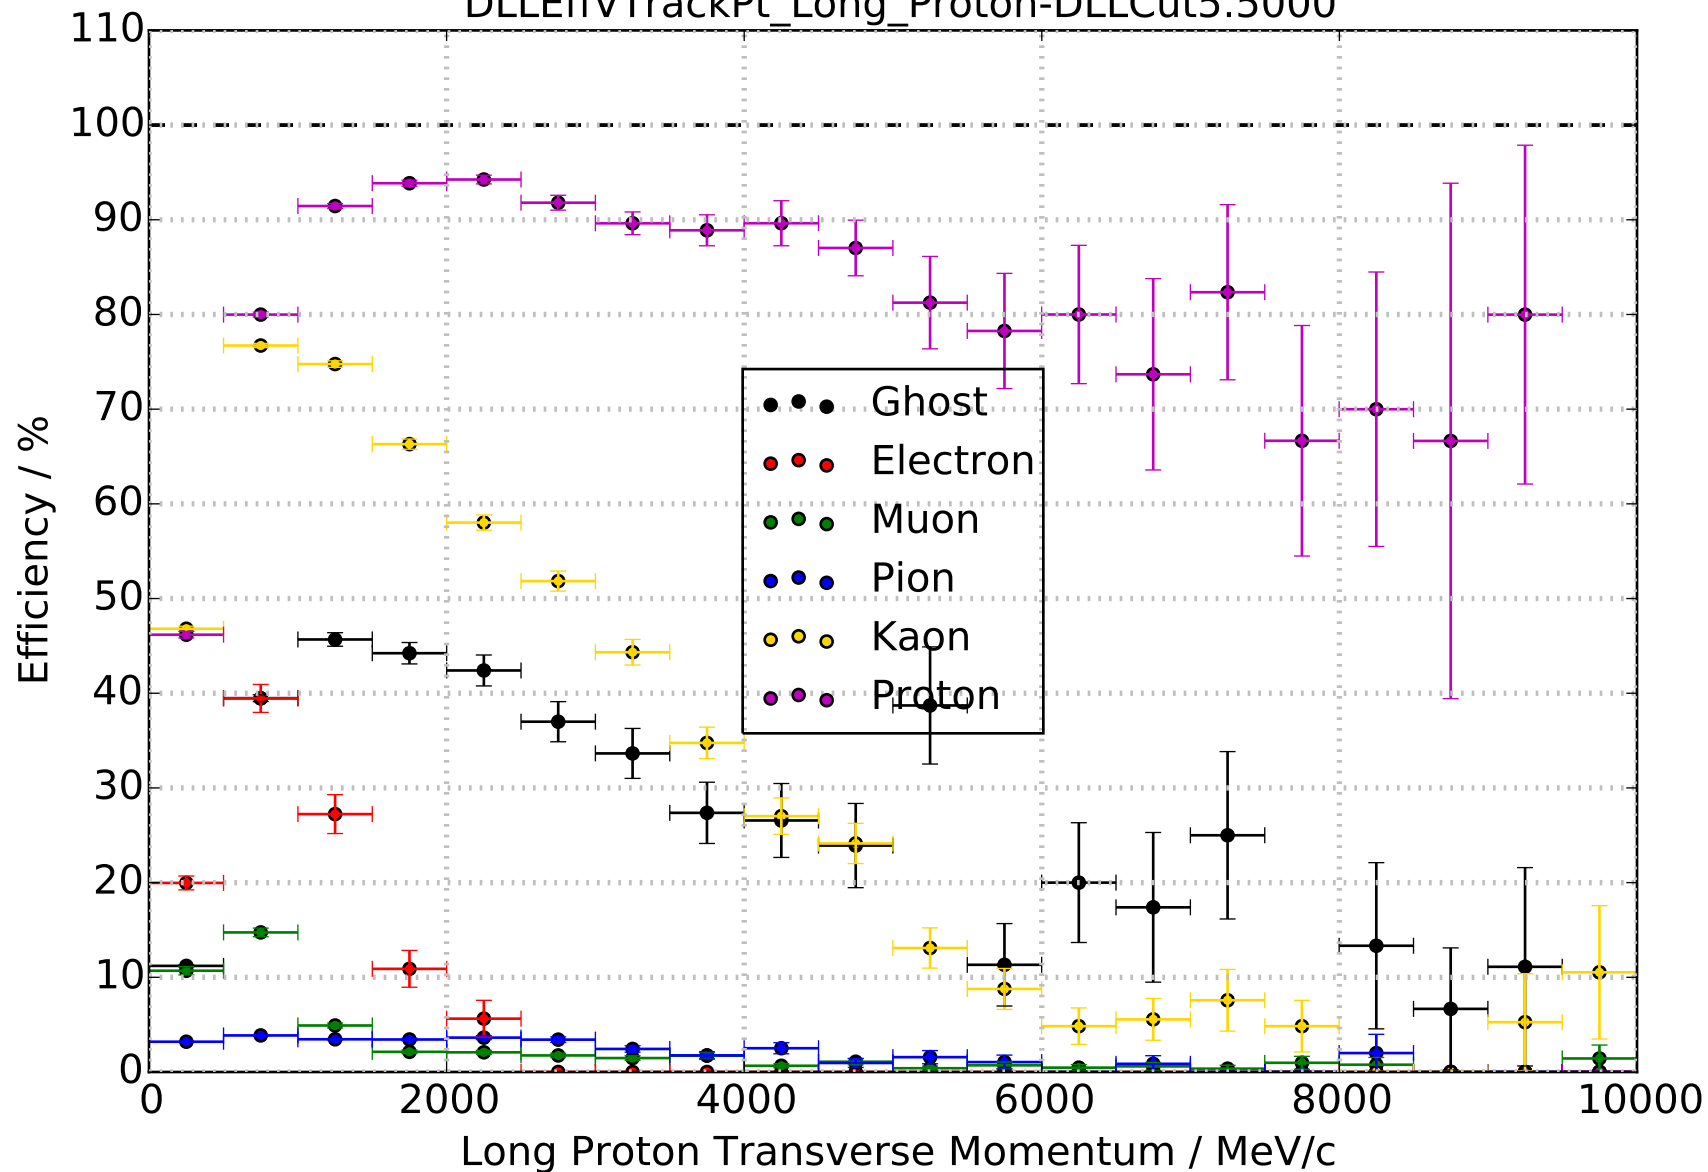 DLLEffVTrackPt_Long_Proton-DLLCut5.5000
110
100
90
80
70
60
50
40
30
20
10
0
Efficiency / %
Ghost
Electron
Muon
Pion
Kaon
Proton
0 2000 4000 6000 8000 10000
Long Proton Transverse Momentum / MeV/c